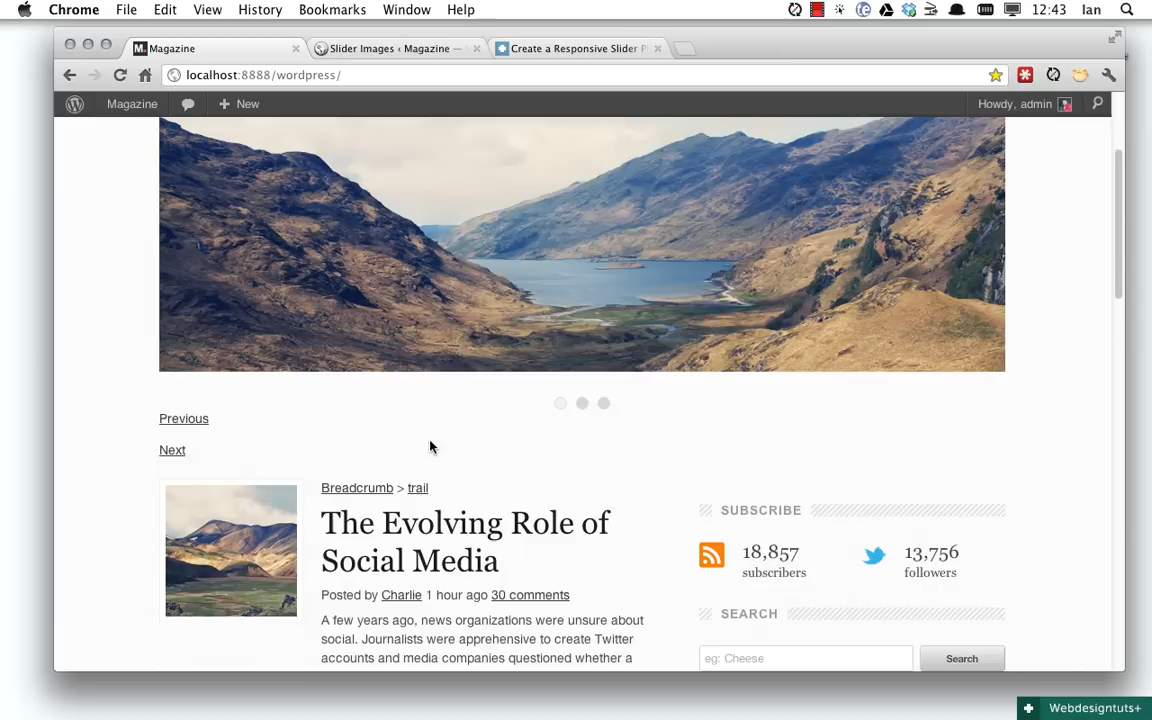 Chrome File Edit View History Bookmarks Window Help 12:43 Ian
Magazine
Slider Images ‹ Magazine —
Create a Responsive Slider P
localhost:8888/wordpress/
Magazine New Howdy, admin
Previous
Next
Breadcrumb > trail
The Evolving Role of
Social Media
Posted by Charlie 1 hour ago 30 comments
A few years ago, news organizations were unsure about
social. Journalists were apprehensive to create Twitter
accounts and media companies questioned whether a
SUBSCRIBE
18,857
subscribers
13,756
followers
SEARCH
eg: Cheese
Search
Webdesigntuts+